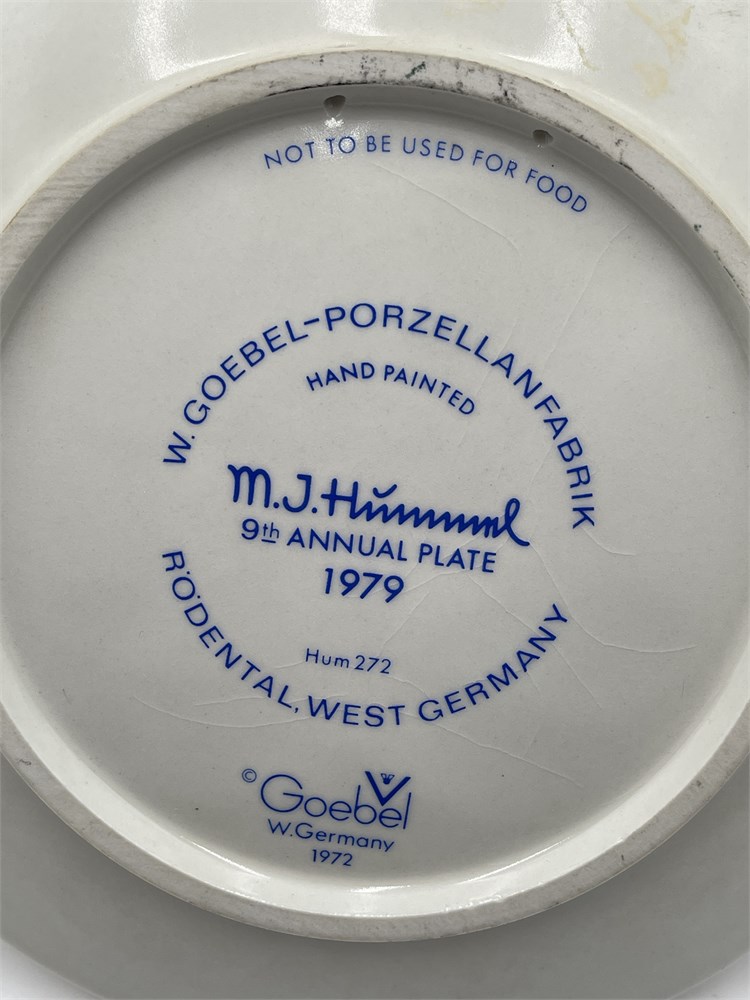 NOT TO BE USED FOR FOOD
W. GOEBEL-PORZELLANFABRIK
HAND PAINTED
M.J.Hummel
9th ANNUAL PLATE
1979
Hum 272
RÖDENTAL, WEST GERMANY
© Goebel
W.Germany
1972